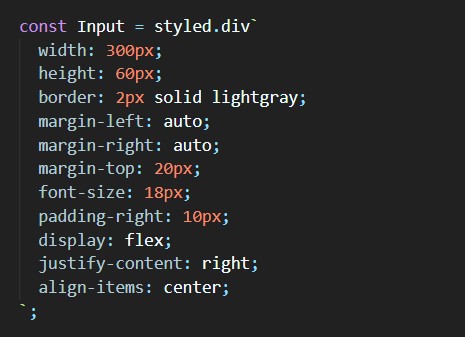 const Input = styled.div`
  width: 300px;
  height: 60px;
  border: 2px solid lightgray;
  margin-left: auto;
  margin-right: auto;
  margin-top: 20px;
  font-size: 18px;
  padding-right: 10px;
  display: flex;
  justify-content: right;
  align-items: center;
`;